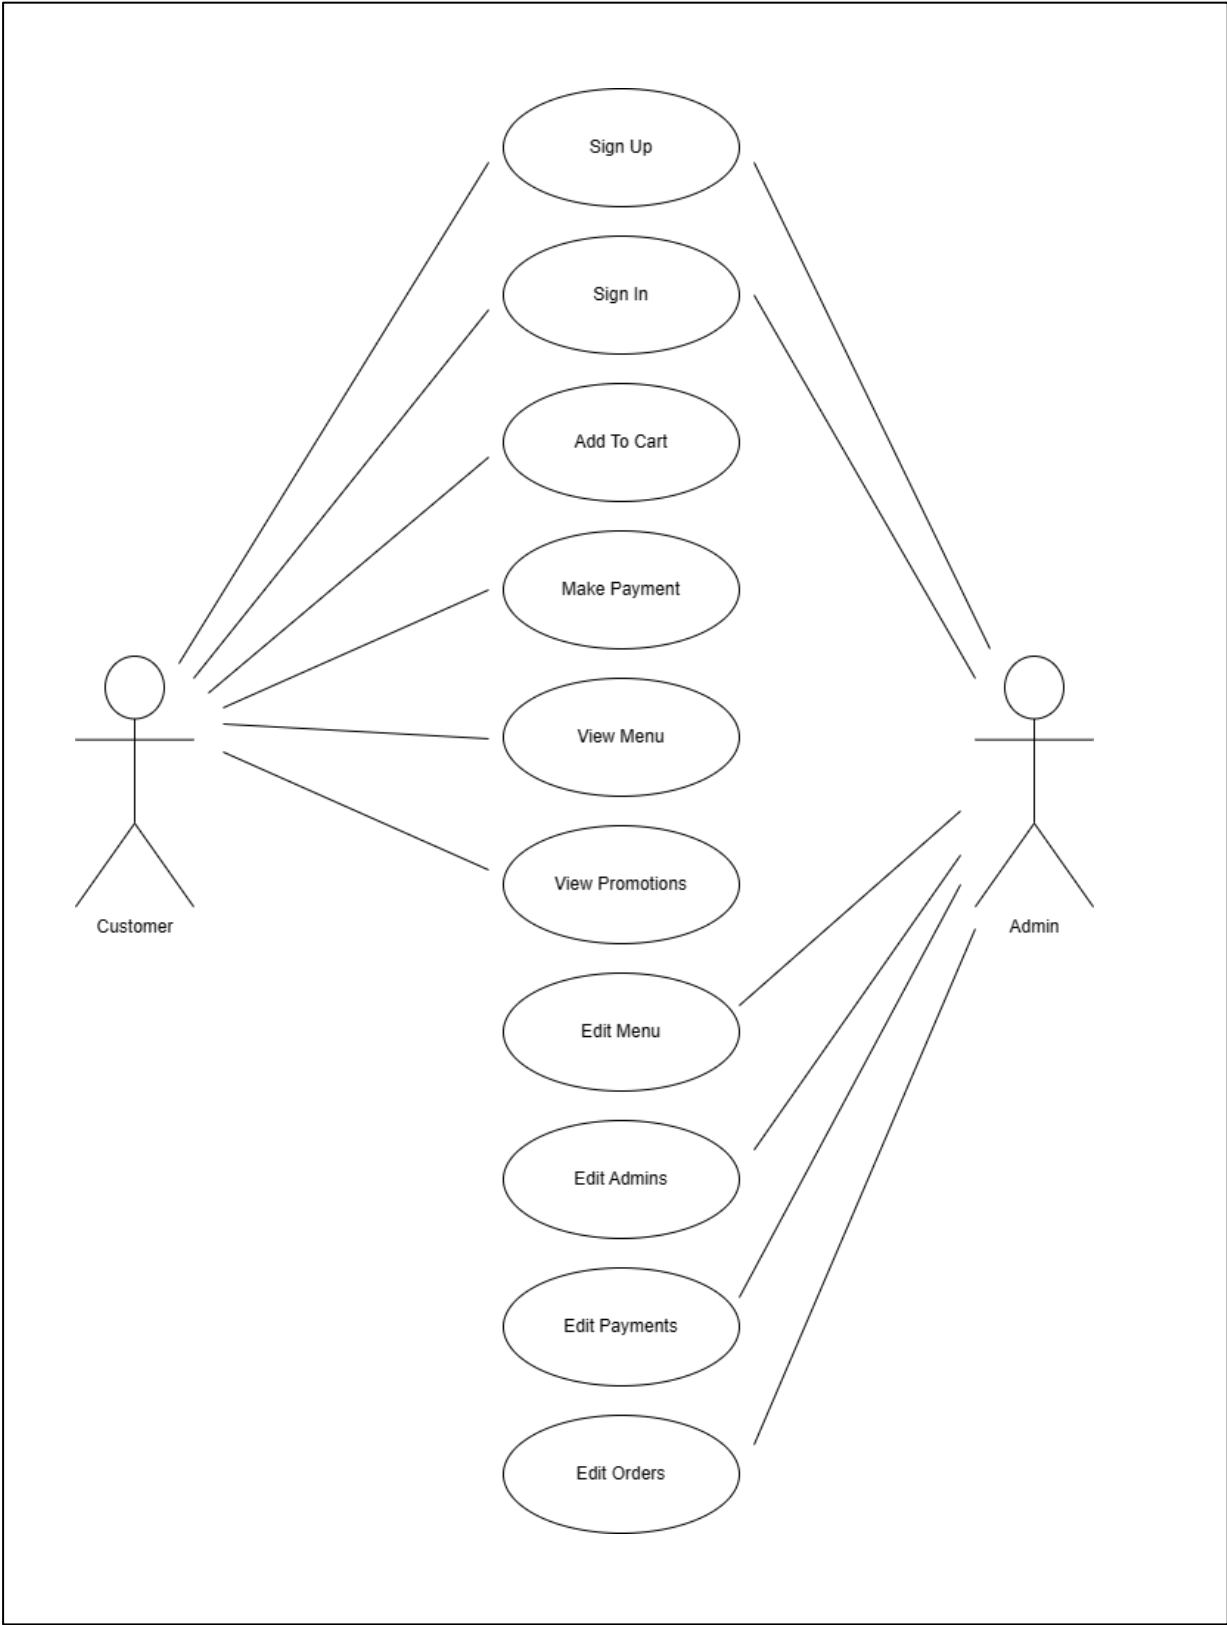 Sign Up
Sign In
Add To Cart
Make Payment
View Menu
View Promotions
Customer
Admin
Edit Menu
Edit Admins
Edit Payments
Edit Orders